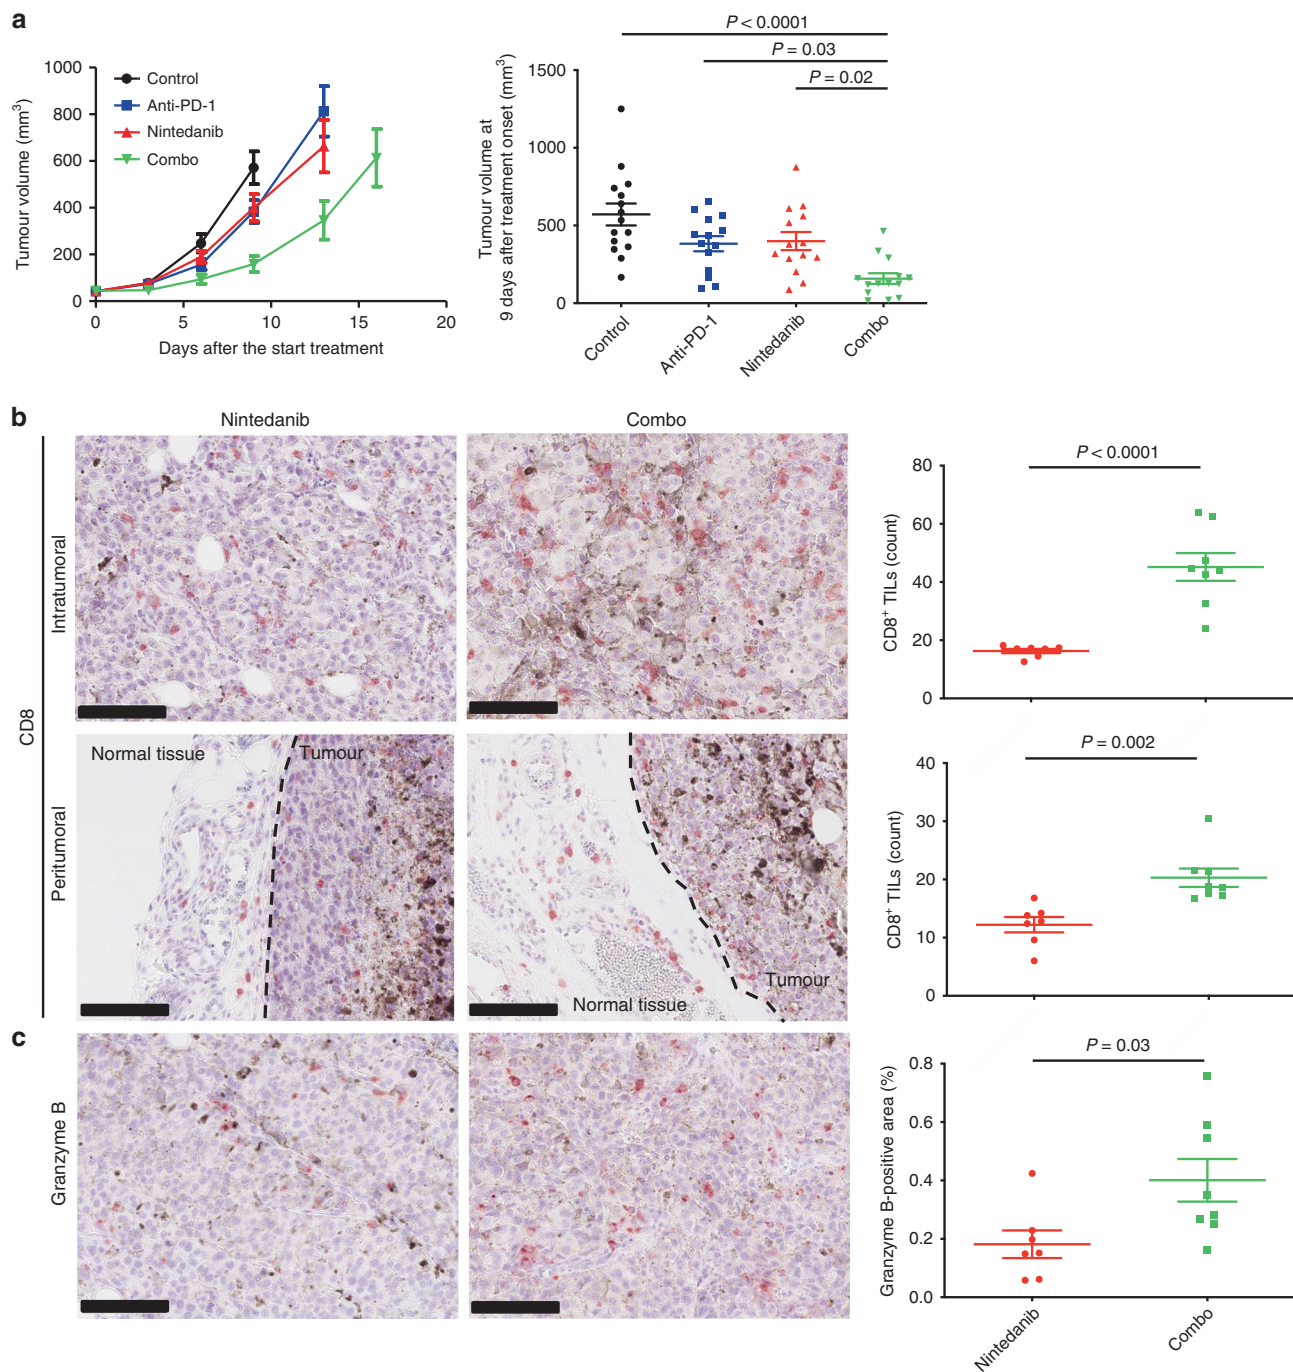 a
1000
800
600
400
200
0
0
5
10
15
20
Tumour volume (mm³)
Days after the start treatment
Control
Anti-PD-1
Nintedanib
Combo
P < 0.0001
P = 0.03
P = 0.02
1500
1000
500
0
Tumour volume at
9 days after treatment onset (mm³)
Control
Anti-PD-1
Nintedanib
Combo
b
Nintedanib
Combo
CD8
Intratumoral
P < 0.0001
80
60
40
20
0
CD8⁺ TILs (count)
Peritumoral
Normal tissue
Tumour
Tumour
Normal tissue
P = 0.002
40
30
20
10
0
CD8⁺ TILs (count)
c
Granzyme B
P = 0.03
0.8
0.6
0.4
0.2
0.0
Granzyme B-positive area (%)
Nintedanib
Combo